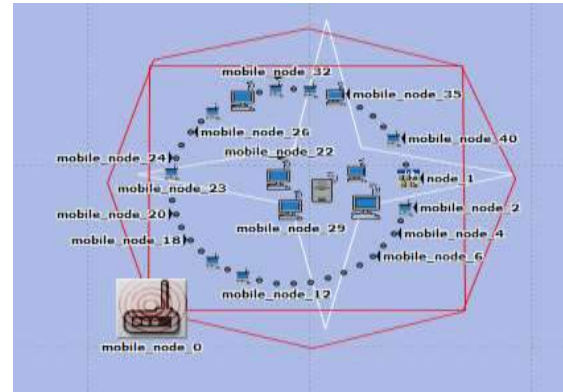 mobile_node_32
mobile_node_35
mobile_node_26
mobile_node_40
mobile_node_24
mobile_node_22
node_1
mobile_node_23
mobile_node_2
mobile_node_20
mobile_node_29
mobile_node_4
mobile_node_18
mobile_node_6
mobile_node_12
mobile_node_0